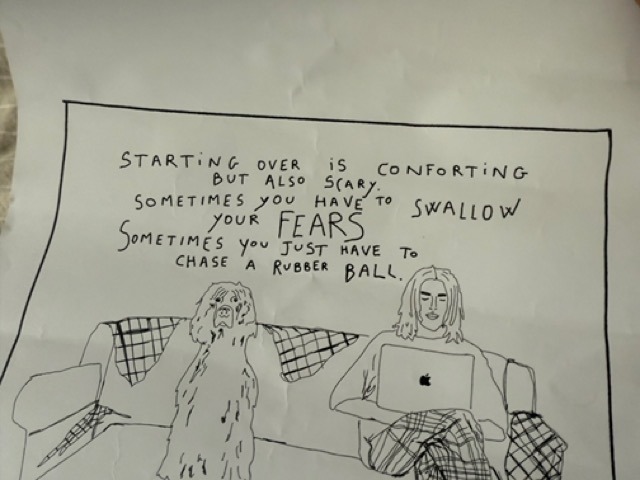 STARTiNG OVER iS CONFORTiNG
BUT ALSO SCARY.
SOMETIMES YOU HAVE TO SWALLOW
YOUR FEARS
SOMETIMES YOU JUST HAVE TO
CHASE A RUBBER BALL.